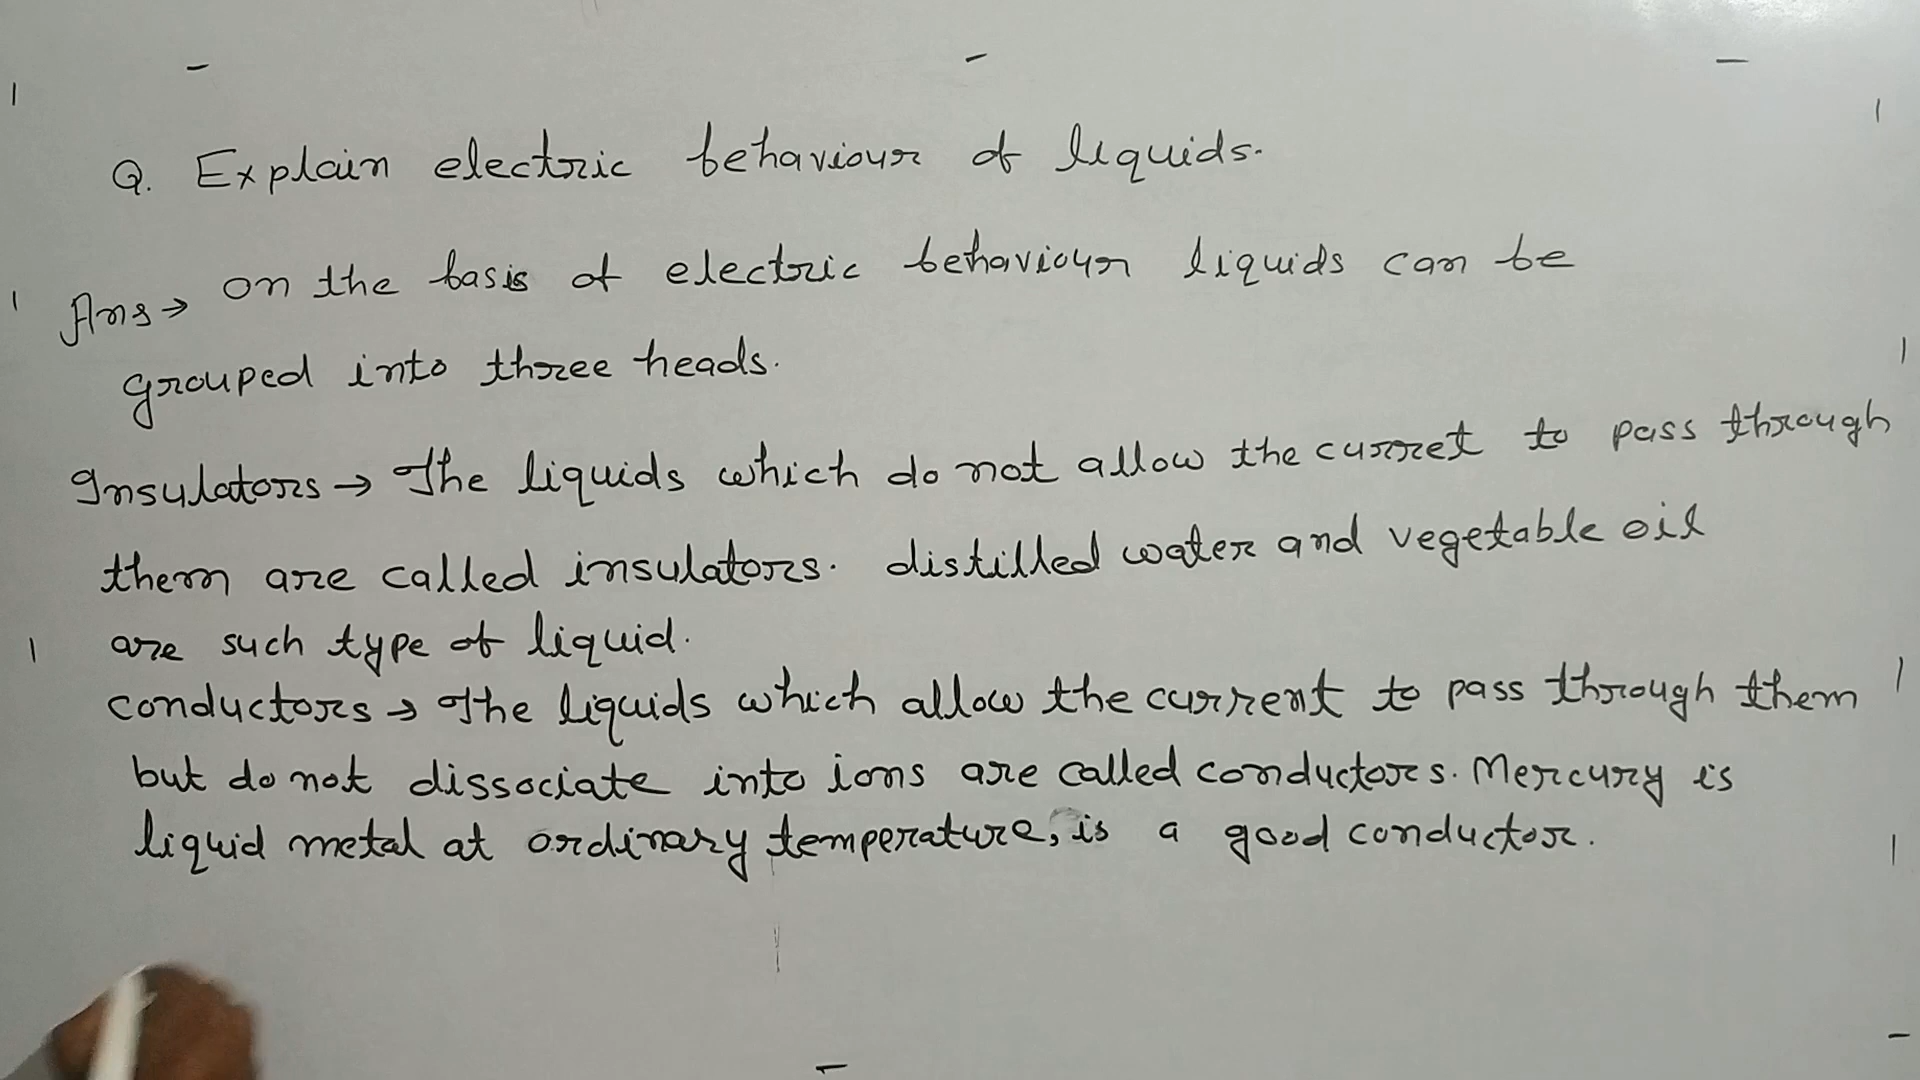 Q. Explain electric behaviour of liquids.
Ans → on the basis of electric behaviour liquids can be
grouped into three heads.
Insulators → The liquids which do not allow the curret to pass through
them are called insulators. distilled water and vegetable oil
are such type of liquid.
conductors → The liquids which allow the current to pass through them
but do not dissociate into ions are called conductors. Mercury is
liquid metal at ordinary temperature, is a good conductor.